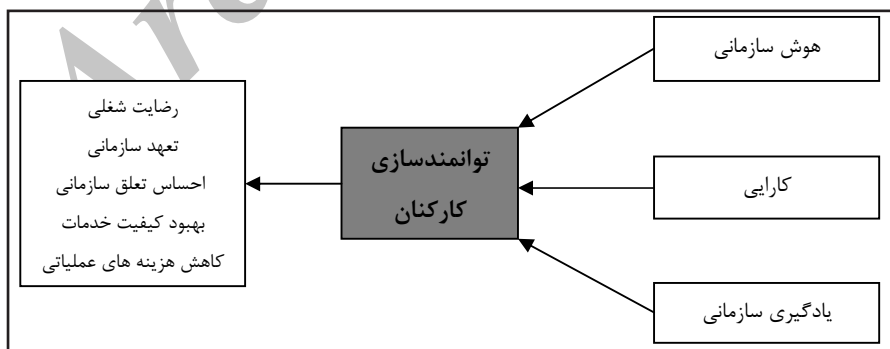 هوش سازمانی
کارایی
یادگیری سازمانی
توانمندسازی
کارکنان
رضایت شغلی
تعهد سازمانی
احساس تعلق سازمانی
بهبود کیفیت خدمات
کاهش هزینه های عملیاتی